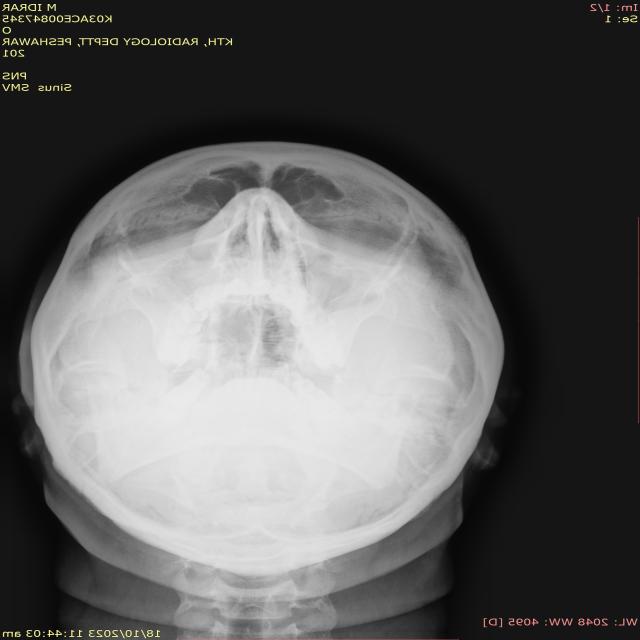 M IDRAR
K03ACE00847345
O
KTH, RADIOLOGY DEPTT, PESHAWAR
201
PNS
Sinus SMV
Im: 1/2
Se: 1
18/10/2023 11:44:03 am
WL: 2048 WW: 4095 [D]